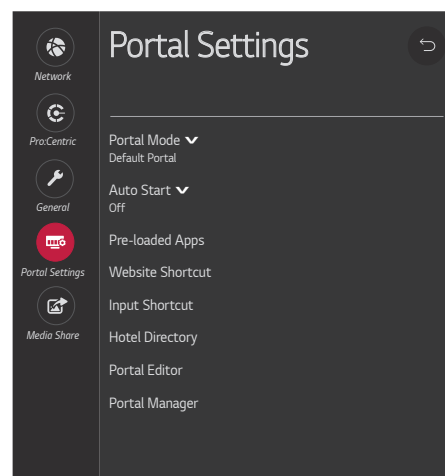 Portal Settings
Network
Pro:Centric
General
Portal Settings
Media Share
Portal Mode
Default Portal
Auto Start
Off
Pre-loaded Apps
Website Shortcut
Input Shortcut
Hotel Directory
Portal Editor
Portal Manager